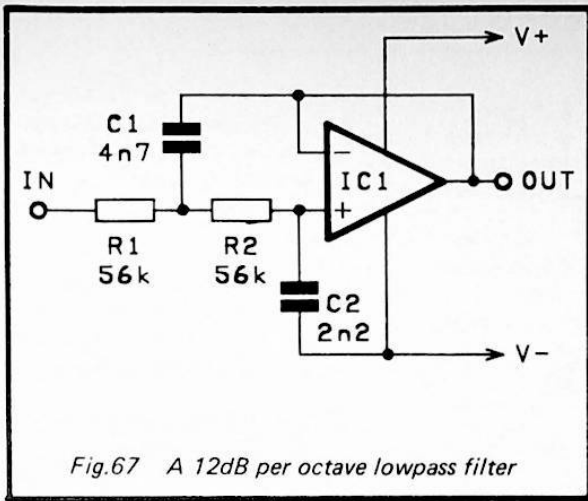 V+
C1
4n7
IN
IC1
OUT
R1
56k
R2
56k
C2
2n2
V-
Fig.67 A 12dB per octave lowpass filter